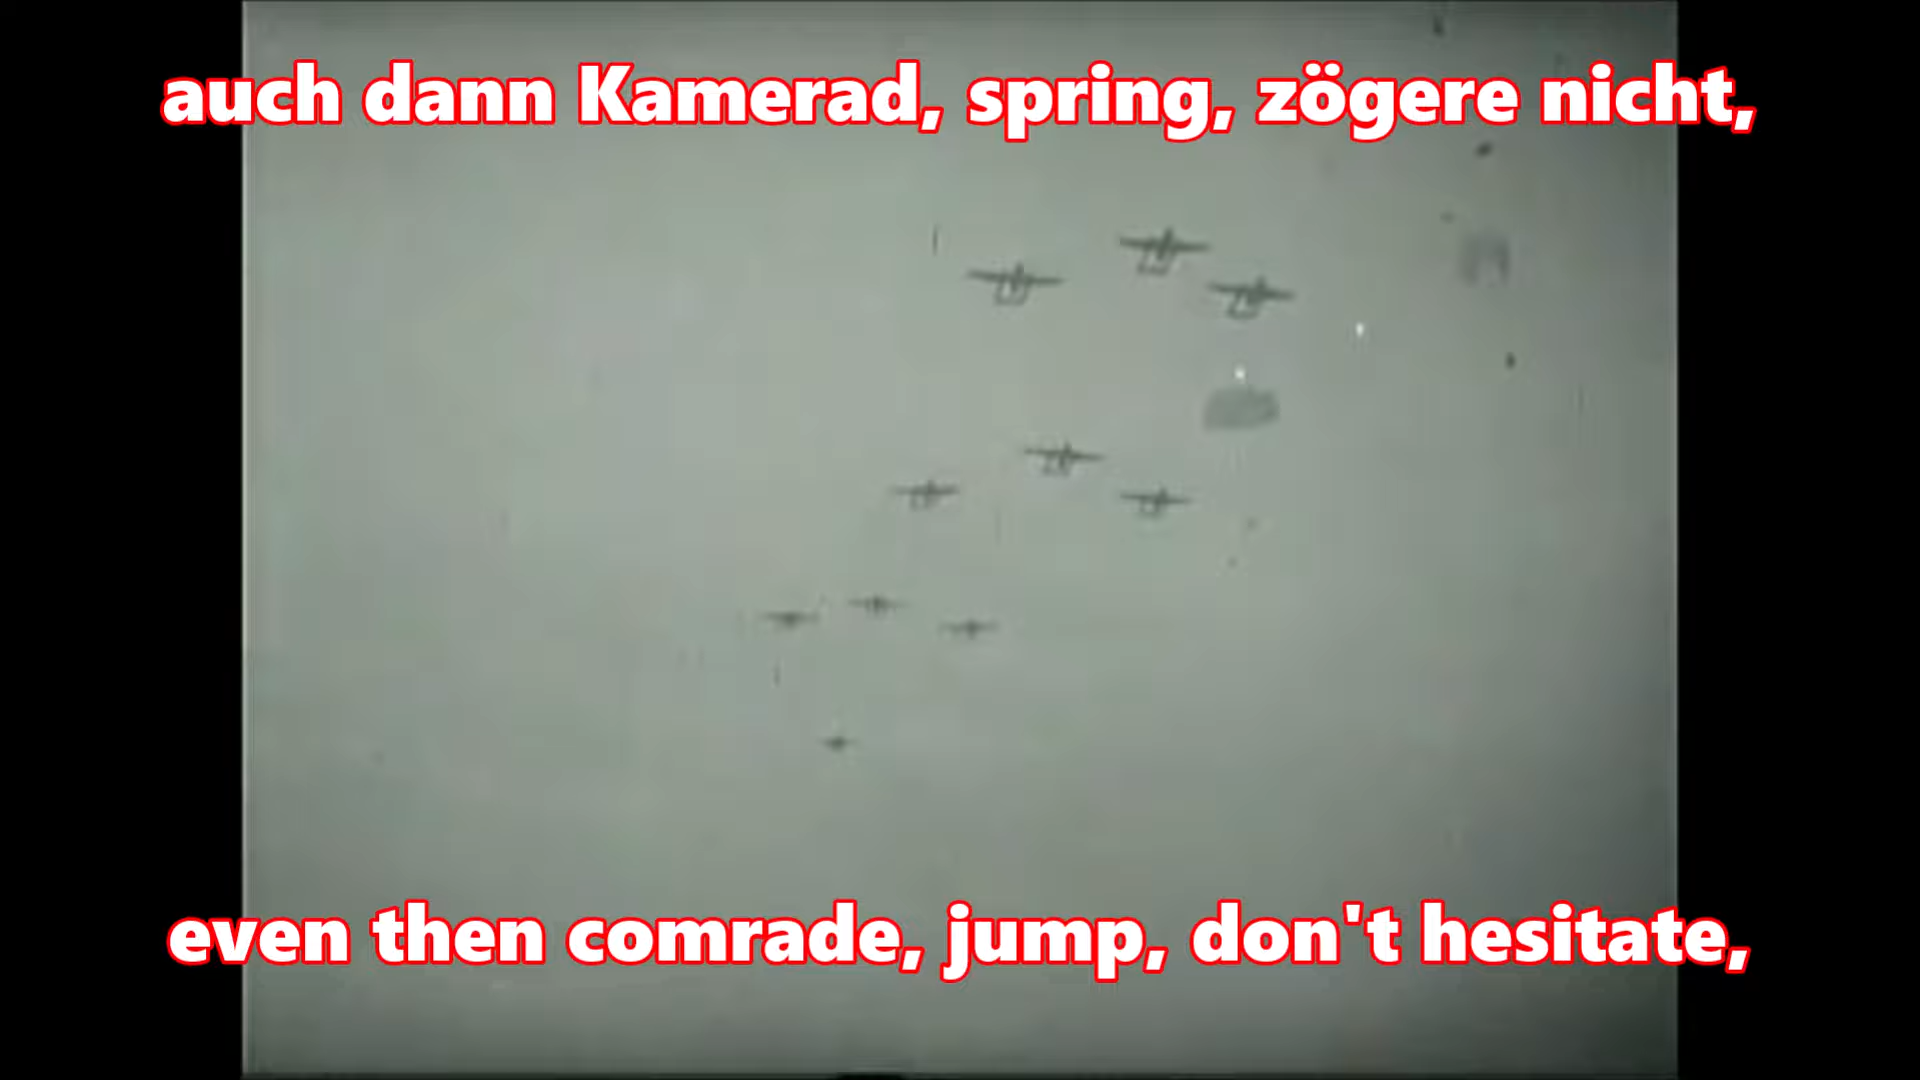 auch dann Kamerad, spring, zögere nicht,
even then comrade, jump, don't hesitate,